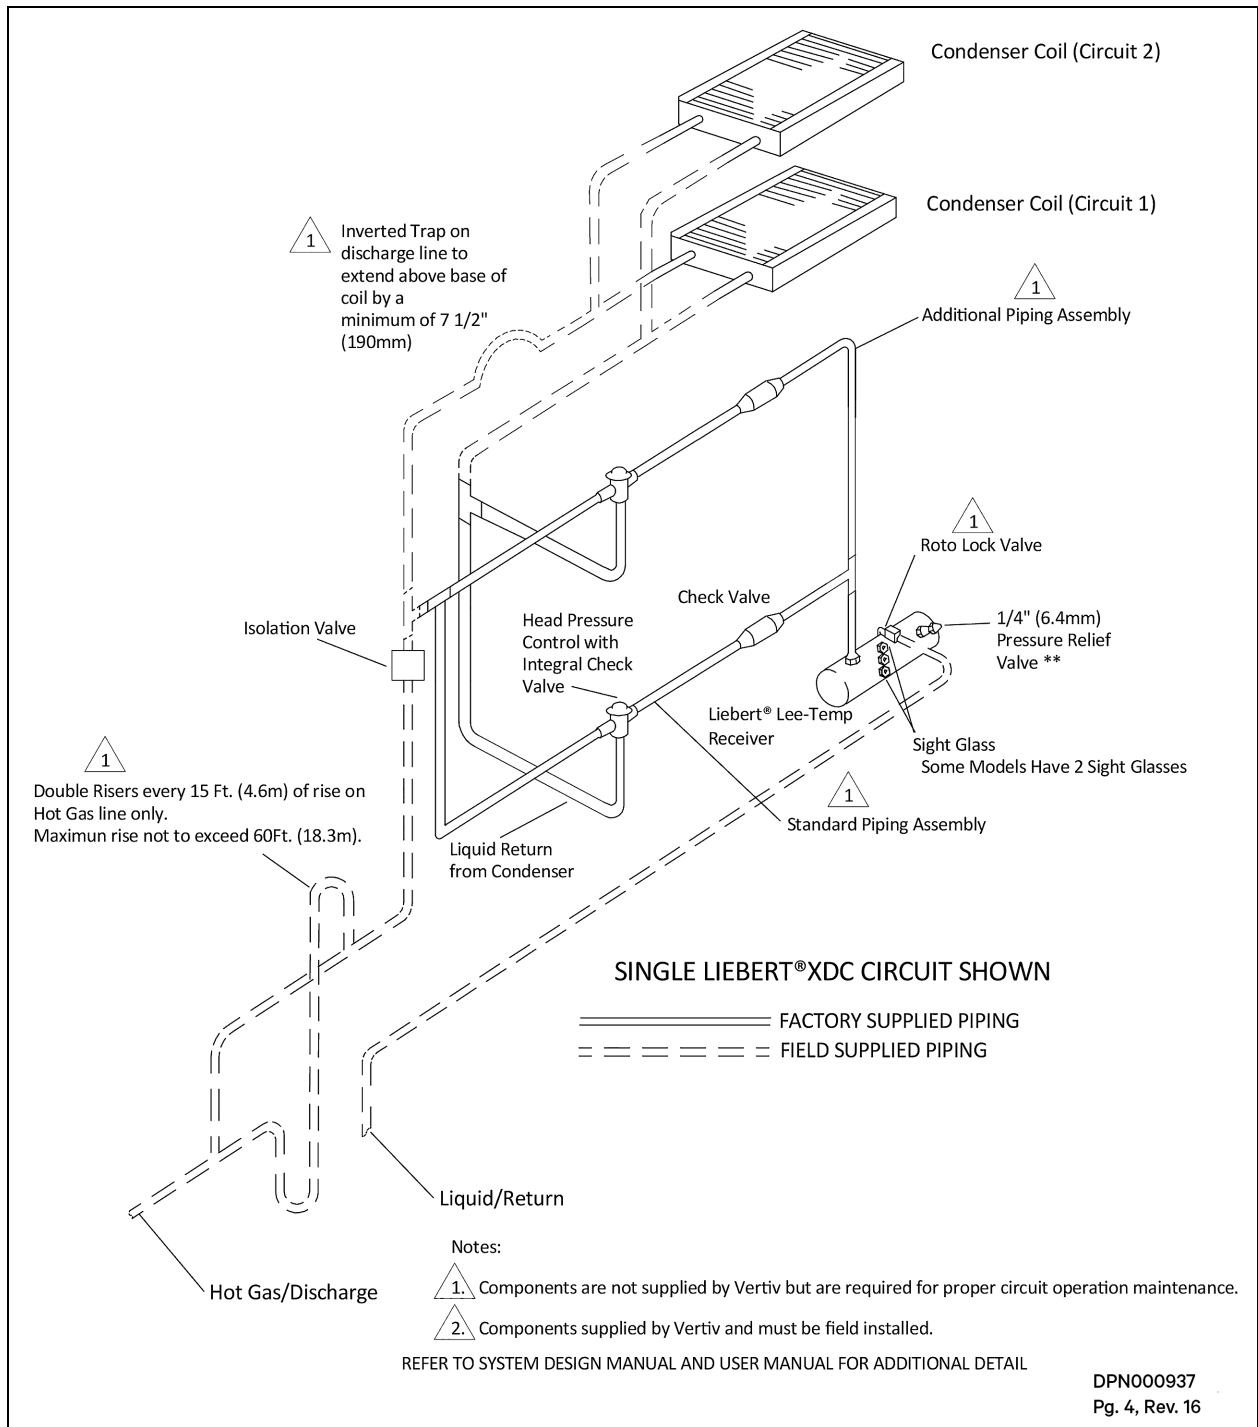 Condenser Coil (Circuit 2)
Condenser Coil (Circuit 1)
1
Inverted Trap on
discharge line to
extend above base of
coil by a
minimum of 7 1/2"
(190mm)
1
Additional Piping Assembly
1
Roto Lock Valve
Check Valve
Head Pressure
Control with
Integral Check
Valve
1/4" (6.4mm)
Pressure Relief
Valve **
Isolation Valve
Liebert® Lee-Temp
Receiver
Sight Glass
Some Models Have 2 Sight Glasses
1
Double Risers every 15 Ft. (4.6m) of rise on
Hot Gas line only.
Maximun rise not to exceed 60Ft. (18.3m).
1
Standard Piping Assembly
Liquid Return
from Condenser
SINGLE LIEBERT®XDC CIRCUIT SHOWN
FACTORY SUPPLIED PIPING
FIELD SUPPLIED PIPING
Liquid/Return
Hot Gas/Discharge
Notes:
1. Components are not supplied by Vertiv but are required for proper circuit operation maintenance.
2. Components supplied by Vertiv and must be field installed.
REFER TO SYSTEM DESIGN MANUAL AND USER MANUAL FOR ADDITIONAL DETAIL
DPN000937
Pg. 4, Rev. 16